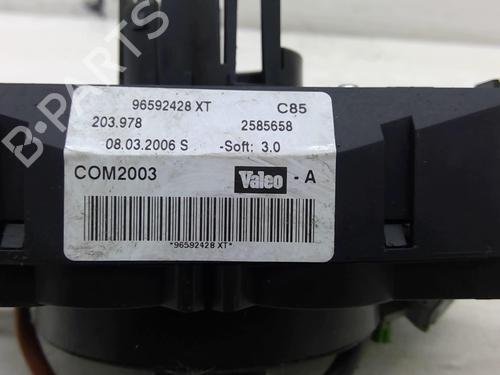 96592428 XT C85
203.978 2585658
08.03.2006 S -Soft: 3.0
COM2003 Valeo - A
*96592428 XT*
B-PARTS